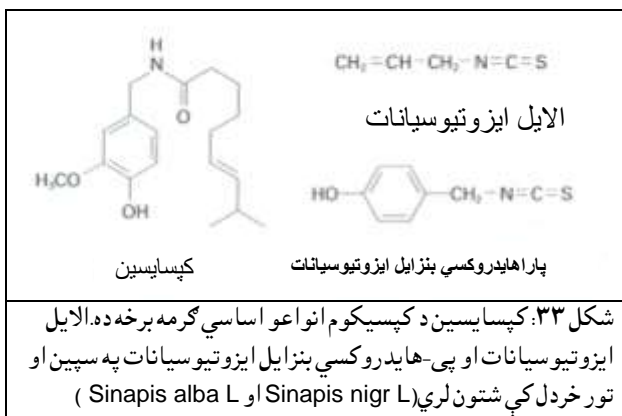 H
N
O
H₃CO
OH
کپسایسین
CH₂=CH-CH₂-N=C=S
الایل ایزوتیوسیانات
HO
CH₂-N=C=S
پاراهایدروکسي بنزایل ایزوتیوسیانات
شکل ۳۳: کپسایسین د کپسیکوم انواعو اساسي ګرمه برخه ده.الایل
ایزوتیوسیانات او پی-هایدروکسي بنزایل ایزوتیوسیانات په سپین او
تور خردل کې شتون لري(Sinapis nigr L او Sinapis alba L )